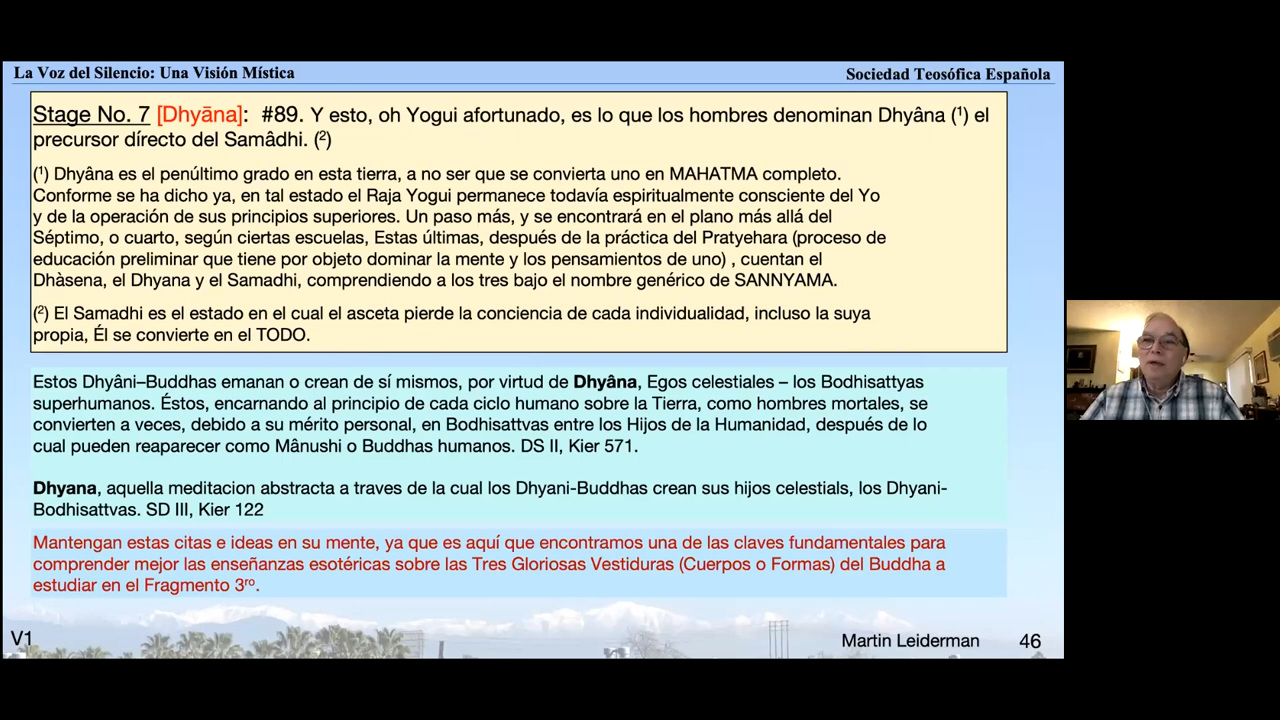 La Voz del Silencio: Una Visión Mística
Sociedad Teosófica Española
Stage No. 7 [Dhyāna]: #89. Y esto, oh Yogui afortunado, es lo que los hombres denominan Dhyâna (¹) el
precursor dírecto del Samâdhi. (²)
(¹) Dhyâna es el penúltimo grado en esta tierra, a no ser que se convierta uno en MAHATMA completo.
Conforme se ha dicho ya, en tal estado el Raja Yogui permanece todavía espiritualmente consciente del Yo
y de la operación de sus principios superiores. Un paso más, y se encontrará en el plano más allá del
Séptimo, o cuarto, según ciertas escuelas, Estas últimas, después de la práctica del Pratyehara (proceso de
educación preliminar que tiene por objeto dominar la mente y los pensamientos de uno) , cuentan el
Dhàsena, el Dhyana y el Samadhi, comprendiendo a los tres bajo el nombre genérico de SANNYAMA.
(²) El Samadhi es el estado en el cual el asceta pierde la conciencia de cada individualidad, incluso la suya
propia, Él se convierte en el TODO.
Estos Dhyâni–Buddhas emanan o crean de sí mismos, por virtud de Dhyâna, Egos celestiales – los Bodhisattyas
superhumanos. Éstos, encarnando al principio de cada ciclo humano sobre la Tierra, como hombres mortales, se
convierten a veces, debido a su mérito personal, en Bodhisattvas entre los Hijos de la Humanidad, después de lo
cual pueden reaparecer como Mânushi o Buddhas humanos. DS II, Kier 571.
Dhyana, aquella meditacion abstracta a traves de la cual los Dhyani-Buddhas crean sus hijos celestials, los Dhyani-
Bodhisattvas. SD III, Kier 122
Mantengan estas citas e ideas en su mente, ya que es aquí que encontramos una de las claves fundamentales para
comprender mejor las enseñanzas esotéricas sobre las Tres Gloriosas Vestiduras (Cuerpos o Formas) del Buddha a
estudiar en el Fragmento 3ʳᵒ.
V1
Martin Leiderman
46